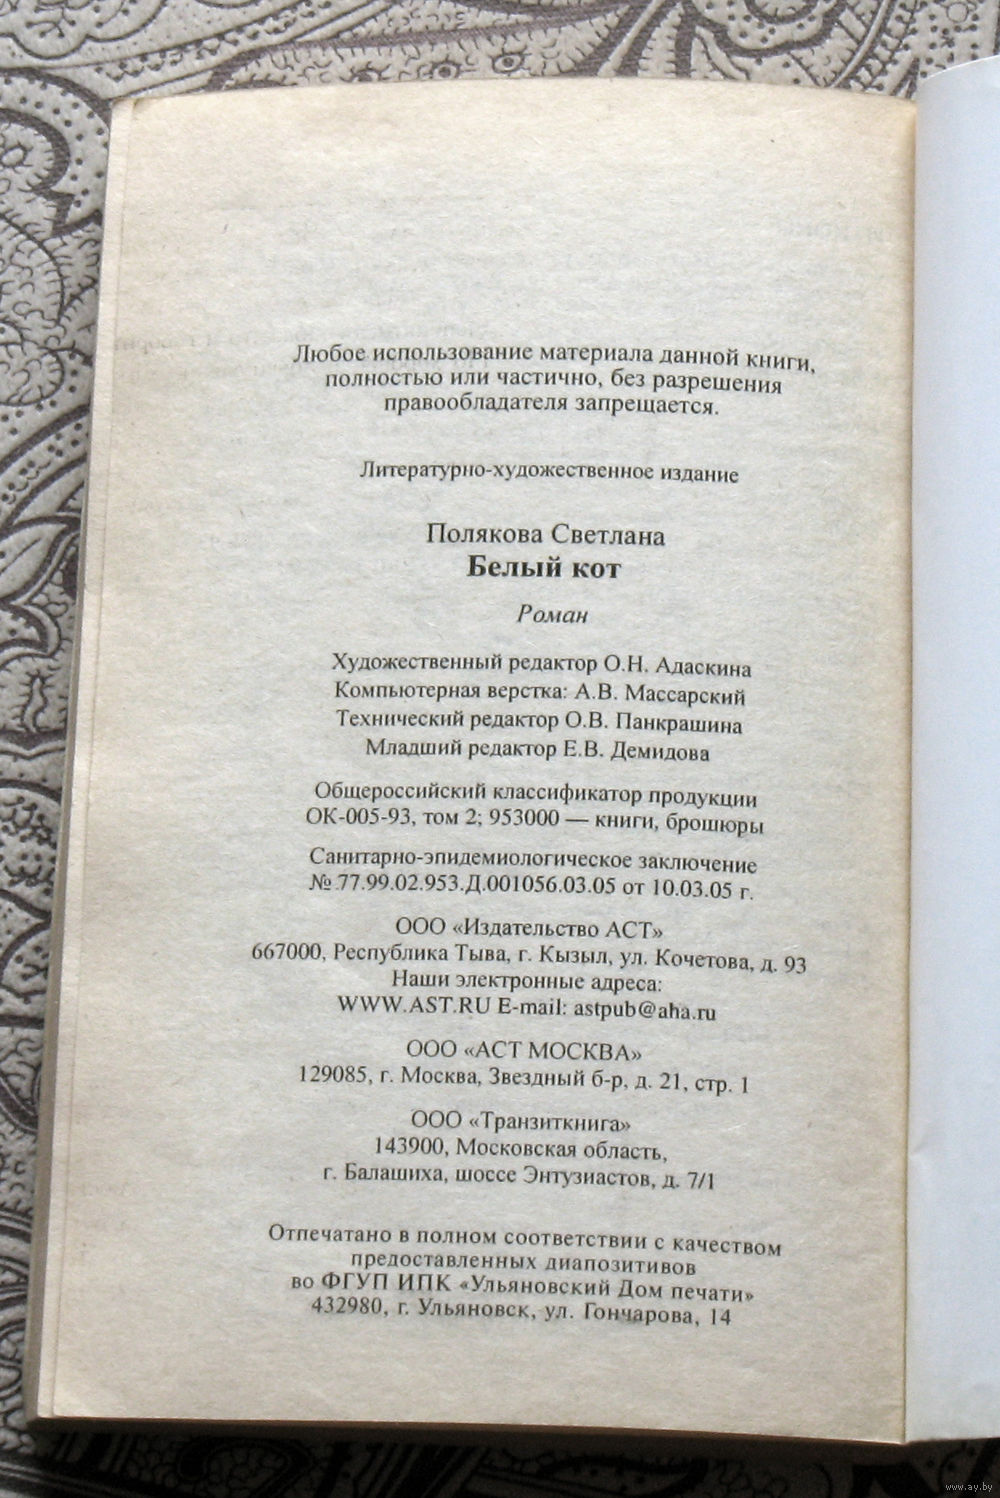 Любое использование материала данной книги,
полностью или частично, без разрешения
правообладателя запрещается.
Литературно-художественное издание
Полякова Светлана
Белый кот
Роман
Художественный редактор О.Н. Адаскина
Компьютерная верстка: А.В. Массарский
Технический редактор О.В. Панкрашина
Младший редактор Е.В. Демидова
Общероссийский классификатор продукции
ОК-005-93, том 2; 953000 — книги, брошюры
Санитарно-эпидемиологическое заключение
№ 77.99.02.953.Д.001056.03.05 от 10.03.05 г.
ООО «Издательство АСТ»
667000, Республика Тыва, г. Кызыл, ул. Кочетова, д. 93
Наши электронные адреса:
WWW.AST.RU E-mail: astpub@aha.ru
ООО «АСТ МОСКВА»
129085, г. Москва, Звездный б-р, д. 21, стр. 1
ООО «Транзиткнига»
143900, Московская область,
г. Балашиха, шоссе Энтузиастов, д. 7/1
Отпечатано в полном соответствии с качеством
предоставленных диапозитивов
во ФГУП ИПК «Ульяновский Дом печати»
432980, г. Ульяновск, ул. Гончарова, 14
www.ay.by